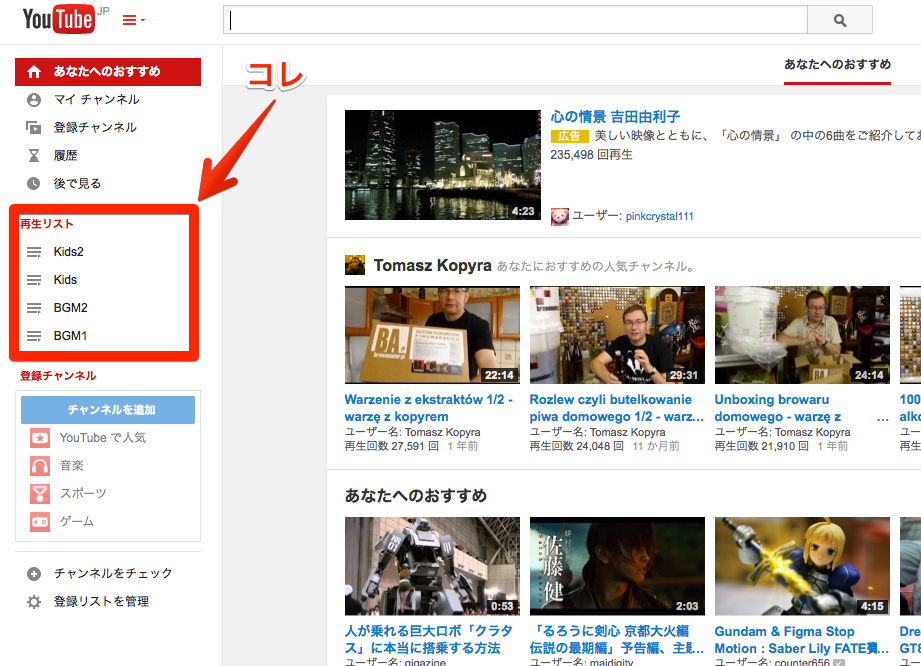 YouTube JP
あなたへのおすすめ
マイ チャンネル
登録チャンネル
履歴
後で見る
再生リスト
Kids2
Kids
BGM2
BGM1
登録チャンネル
チャンネルを追加
YouTube で人気
音楽
スポーツ
ゲーム
チャンネルをチェック
登録リストを管理
コレ
あなたへのおすすめ
4:23
心の情景 吉田由利子
広告 美しい映像とともに、「心の情景」 の中の6曲をご紹介して
235,498 回再生
ユーザー: pinkcrystal111
Tomasz Kopyra あなたにおすすめの人気チャンネル。
BA.
22:14
Warzenie z ekstraktów 1/2 -
warzę z kopyrem
ユーザー名: Tomasz Kopyra
再生回数 27,591 回 1 年前
29:31
Rozlew czyli butelkowanie
piwa domowego 1/2 - warz...
ユーザー名: Tomasz Kopyra
再生回数 24,048 回 11 か月前
BA
24:14
Unboxing browaru
domowego - warzę z ...
ユーザー名: Tomasz Kopyra
再生回数 21,910 回 1 年前
100
alko
ユー
再生
あなたへのおすすめ
0:53
人が乗れる巨大ロボ「クラタ
ス」に本当に搭乗する方法
ユーザー名: gigazine
佐藤 健
2:03
「るろうに剣心 京都大火編
伝説の最期編」予告編、主題...
ユーザー名: maidigity
4:15
Gundam & Figma Stop
Motion : Saber Lily FATE...
ユーザー名: counter656
Dre
GT6
ユー